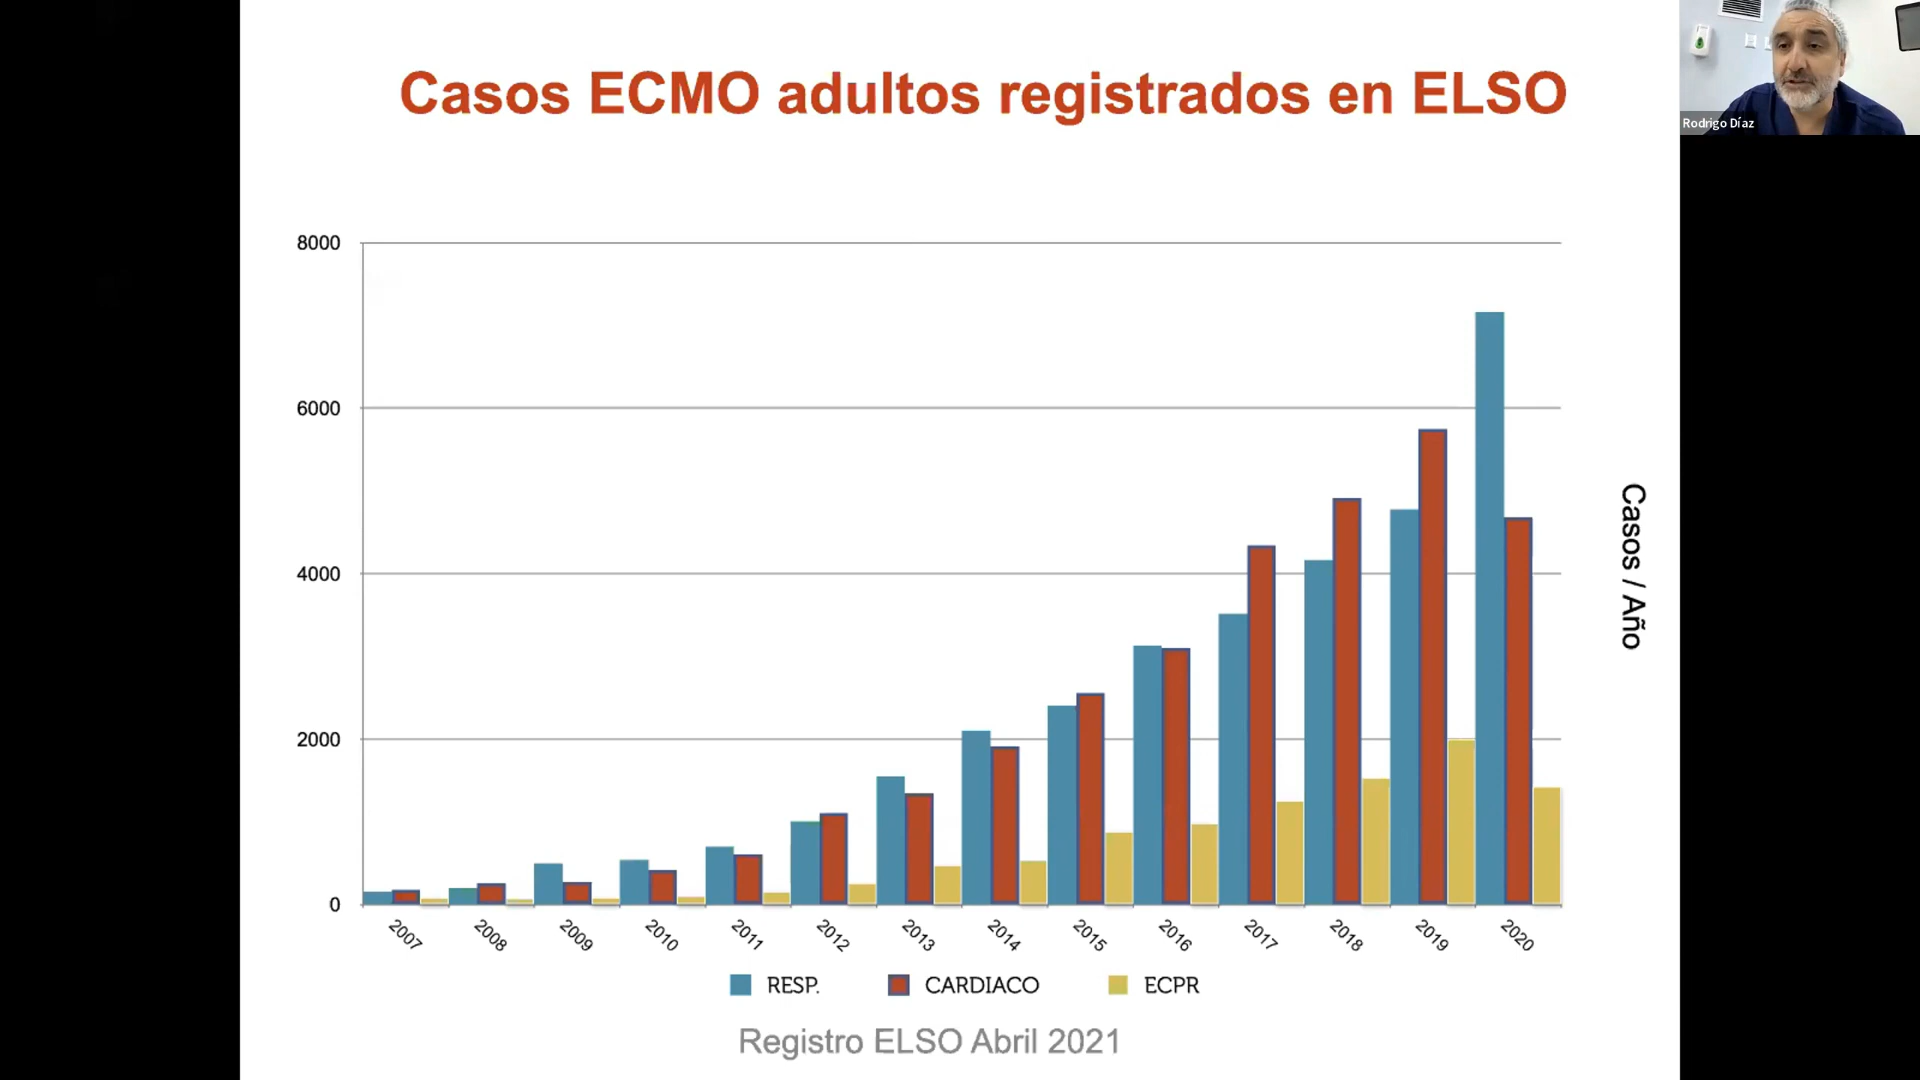 Casos ECMO adultos registrados en ELSO
Rodrigo Díaz
8000
6000
4000
2000
0
Casos / Año
2007
2008
2009
2010
2011
2012
2013
2014
2015
2016
2017
2018
2019
2020
RESP.
CARDIACO
ECPR
Registro ELSO Abril 2021